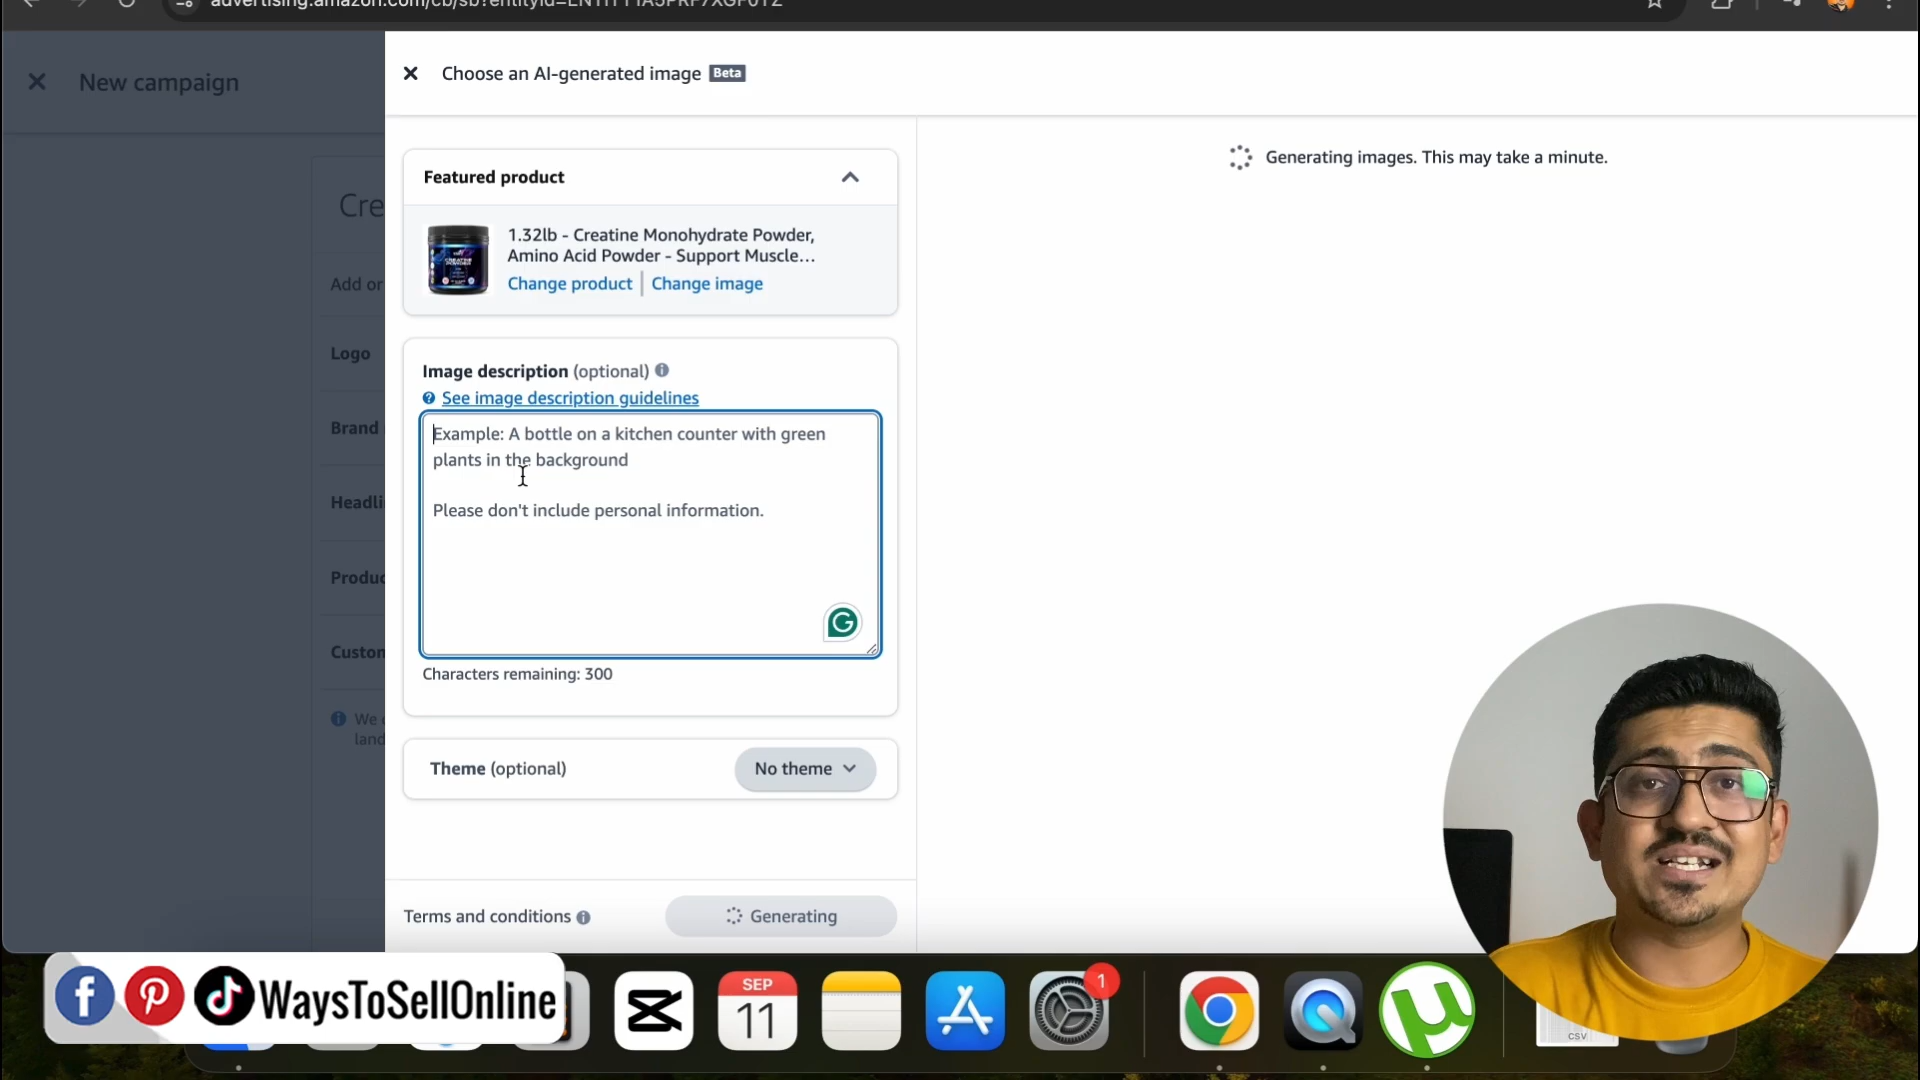 New campaign
Choose an AI-generated image Beta
Cre
Add or
Logo
Brand
Headli
Produc
Custon
We
land
Featured product
1.32lb - Creatine Monohydrate Powder,
Amino Acid Powder - Support Muscle...
Change product | Change image
CREATINE
Image description (optional)
See image description guidelines
Example: A bottle on a kitchen counter with green
plants in the background
Please don't include personal information.
Characters remaining: 300
Theme (optional)
No theme
Terms and conditions
Generating
Generating images. This may take a minute.
WaysToSellOnline
SEP
11
1
CSV